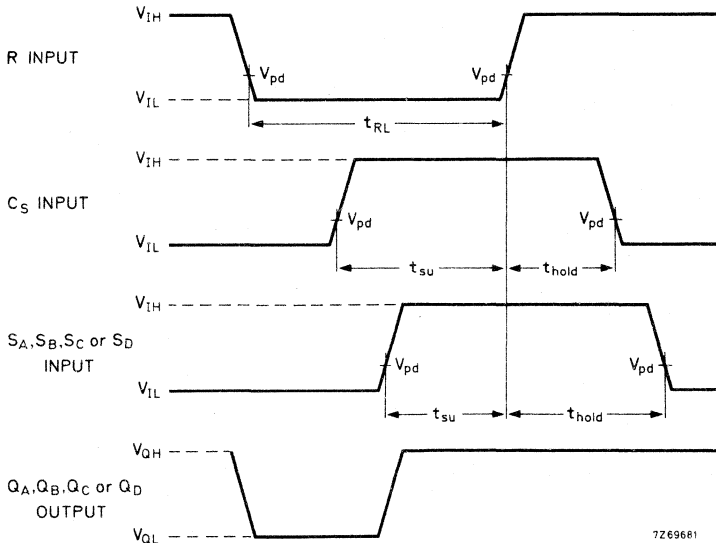 V_IH
R INPUT
V_pd V_pd
V_IL
t_RL
V_IH
C_S INPUT
V_pd V_pd
V_IL
t_su t_hold
V_IH
S_A, S_B, S_C or S_D
INPUT
V_pd V_pd
V_IL
t_su t_hold
V_QH
Q_A, Q_B, Q_C or Q_D
OUTPUT
V_QL
7Z69681